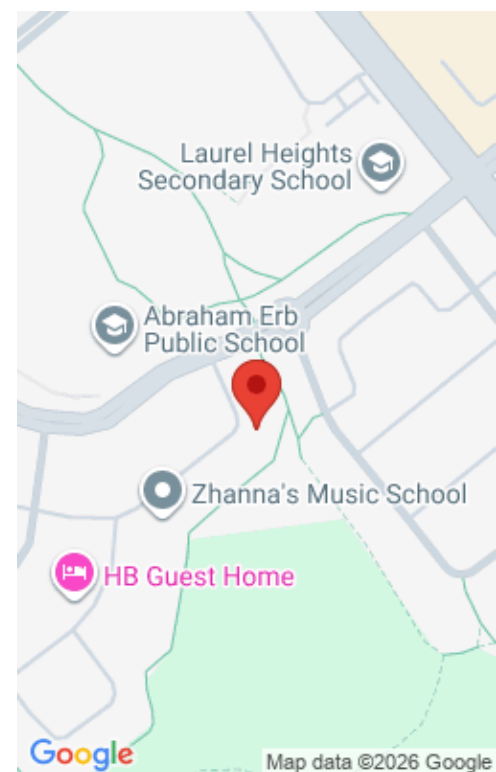 Laurel Heights
Secondary School
Abraham Erb
Public School
Zhanna's Music School
HB Guest Home
Google
Map data ©2026 Google